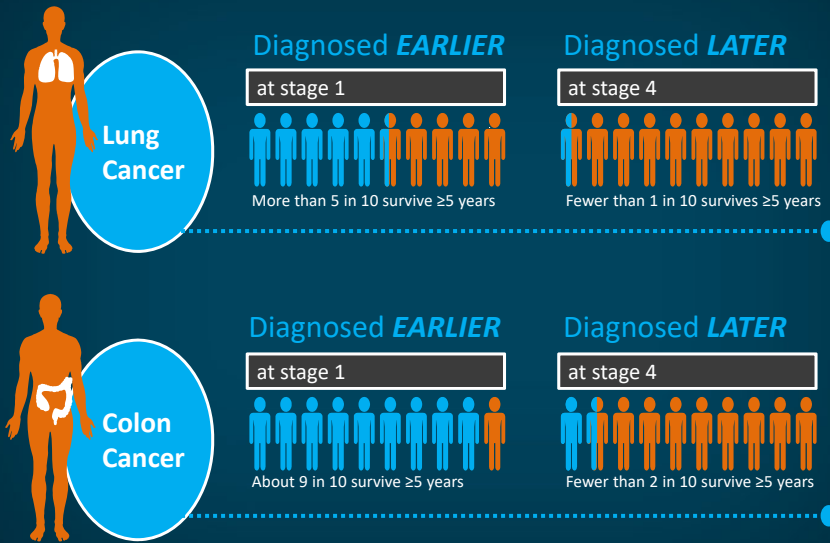 Diagnosed EARLIER
Diagnosed LATER
at stage 1
at stage 4
Lung
Cancer
More than 5 in 10 survive ≥5 years
Fewer than 1 in 10 survives ≥5 years
Diagnosed EARLIER
Diagnosed LATER
at stage 1
at stage 4
Colon
Cancer
About 9 in 10 survive ≥5 years
Fewer than 2 in 10 survive ≥5 years